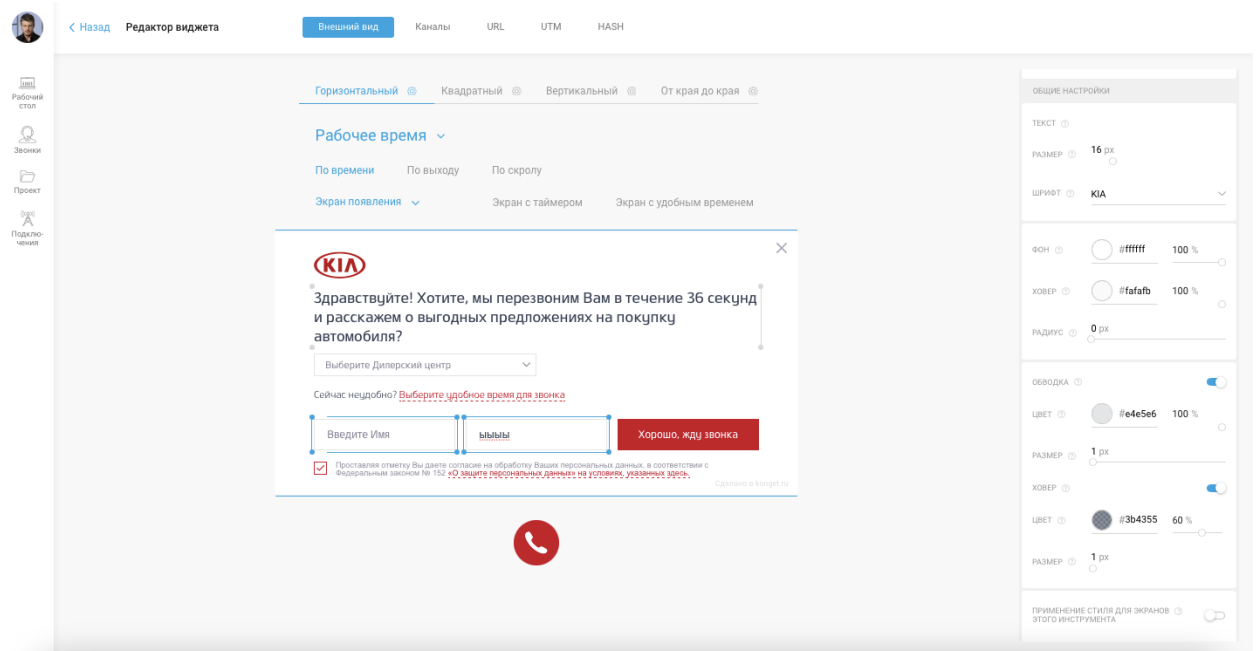 Назад Редактор виджета Внешний вид Каналы URL UTM HASH
Рабочий
стол
Звонки
Проект
Подклю-
чения
Горизонтальный Квадратный Вертикальный От края до края
Рабочее время
По времени По выходу По скролу
Экран появления Экран с таймером Экран с удобным временем
KIA
Здравствуйте! Хотите, мы перезвоним Вам в течение 36 секунд
и расскажем о выгодных предложениях на покупку
автомобиля?
Выберите Дилерский центр
Сейчас неудобно? Выберите удобное время для звонка
Введите Имя ыыыы Хорошо, жду звонка
Проставляя отметку Вы даете согласие на обработку Ваших персональных данных, в соответствии с
Федеральным законом № 152 «О защите персональных данных» на условиях, указанных здесь.
Сделано в konget.ru
ОБЩИЕ НАСТРОЙКИ
ТЕКСТ ?
РАЗМЕР ? 16 px
ШРИФТ ? KIA
ФОН ? #ffffff 100 %
ХОВЕР ? #fafafb 100 %
РАДИУС ? 0 px
ОБВОДКА ?
ЦВЕТ ? #e4e5e6 100 %
РАЗМЕР ? 1 px
ХОВЕР ?
ЦВЕТ ? #3b4355 60 %
РАЗМЕР ? 1 px
ПРИМЕНЕНИЕ СТИЛЯ ДЛЯ ЭКРАНОВ ?
ЭТОГО ИНСТРУМЕНТА